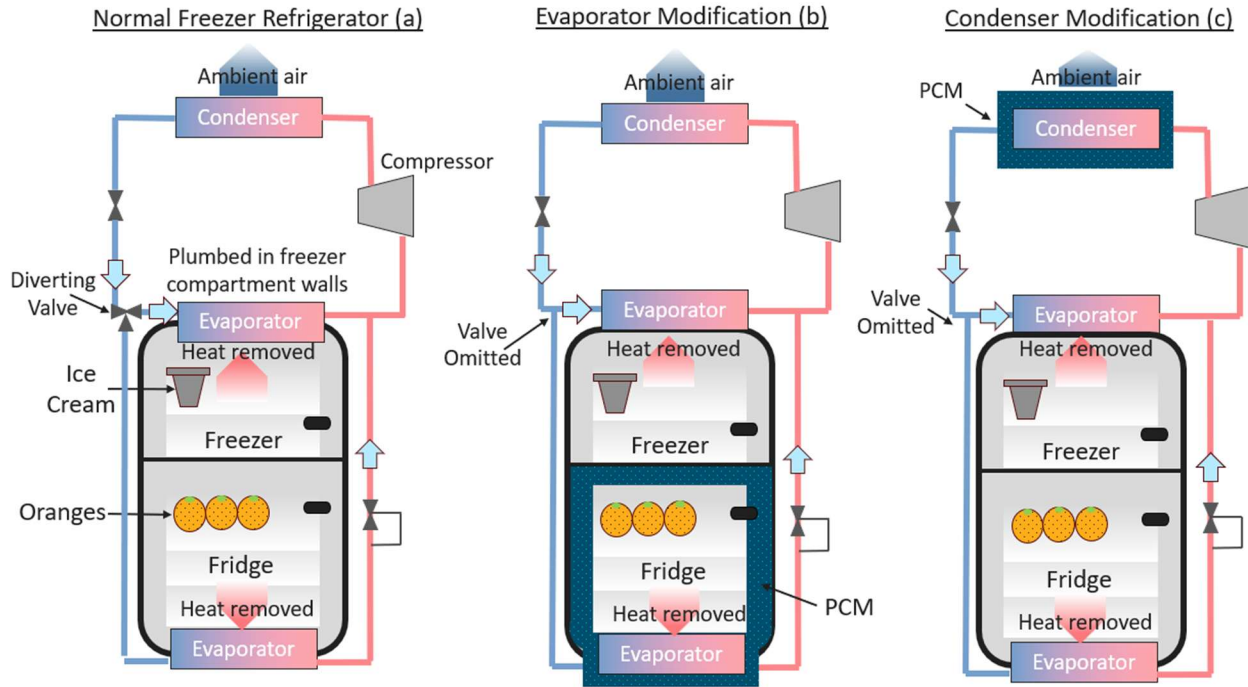 Normal Freezer Refrigerator (a)
Ambient air
Condenser
Compressor
Plumbed in freezer
compartment walls
Diverting
Valve
Evaporator
Heat removed
Ice
Cream
Freezer
Oranges
Fridge
Heat removed
Evaporator
Evaporator Modification (b)
Ambient air
Condenser
Evaporator
Valve
Omitted
Heat removed
Freezer
Fridge
PCM
Heat removed
Evaporator
Condenser Modification (c)
Ambient air
PCM
Condenser
Valve
Omitted
Evaporator
Heat removed
Freezer
Fridge
Heat removed
Evaporator